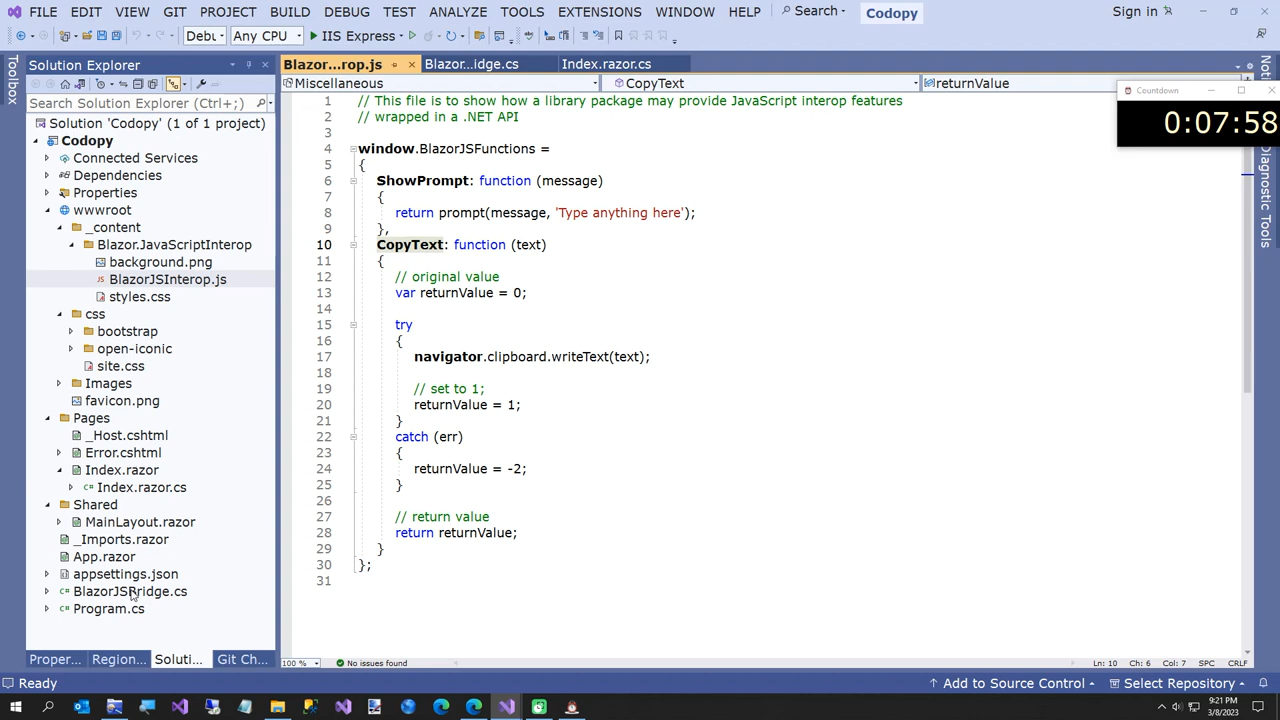 FILE EDIT VIEW GIT PROJECT BUILD DEBUG TEST ANALYZE TOOLS EXTENSIONS WINDOW HELP Search Codopy Sign in
Debu Any CPU IIS Express
Toolbox
Solution Explorer
Search Solution Explorer (Ctrl+;)
Solution 'Codopy' (1 of 1 project)
Codopy
Connected Services
Dependencies
Properties
wwwroot
_content
Blazor.JavaScriptInterop
background.png
BlazorJSInterop.js
styles.css
css
bootstrap
open-iconic
site.css
Images
favicon.png
Pages
_Host.cshtml
Error.cshtml
Index.razor
C# Index.razor.cs
Shared
MainLayout.razor
_Imports.razor
App.razor
appsettings.json
C# BlazorJSBridge.cs
C# Program.cs
Proper... Region... Soluti... Git Ch...
Blazor...rop.js Blazor...idge.cs Index.razor.cs
Miscellaneous CopyText returnValue
1 // This file is to show how a library package may provide JavaScript interop features
2 // wrapped in a .NET API
3
4 window.BlazorJSFunctions =
5 {
6 ShowPrompt: function (message)
7 {
8 return prompt(message, 'Type anything here');
9 },
10 CopyText: function (text)
11 {
12 // original value
13 var returnValue = 0;
14
15 try
16 {
17 navigator.clipboard.writeText(text);
18
19 // set to 1;
20 returnValue = 1;
21 }
22 catch (err)
23 {
24 returnValue = -2;
25 }
26
27 // return value
28 return returnValue;
29 }
30 };
31
100 % No issues found Ln: 10 Ch: 6 Col: 7 SPC CRLF
Countdown
0:07:58
Diagnostic Tools
Ready Add to Source Control Select Repository
9:21 PM
3/8/2023